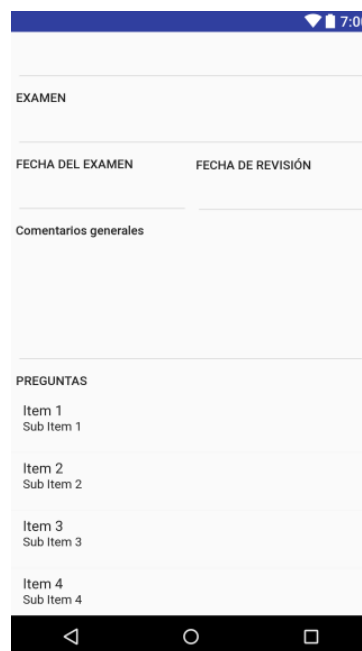 7:00
EXAMEN
FECHA DEL EXAMEN FECHA DE REVISIÓN
Comentarios generales
PREGUNTAS
Item 1
Sub Item 1
Item 2
Sub Item 2
Item 3
Sub Item 3
Item 4
Sub Item 4